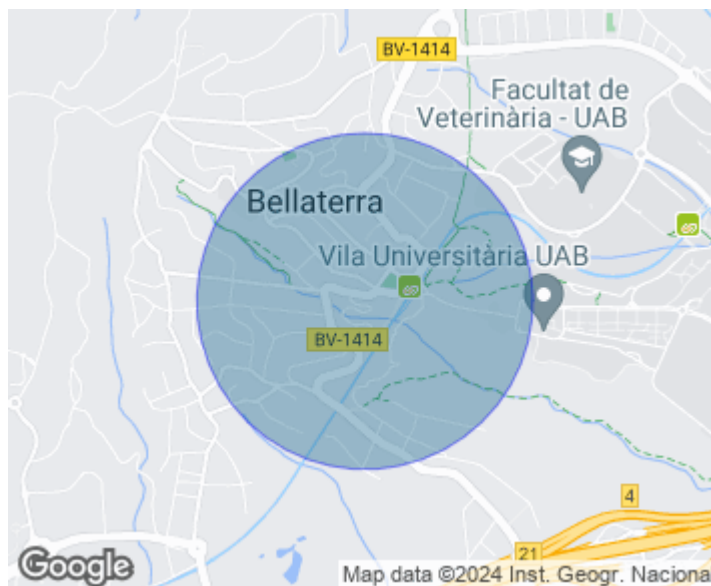 BV-1414
Facultat de
Veterinària - UAB
Bellaterra
Vila Universitària UAB
BV-1414
4
21
Google
Map data ©2024 Inst. Geogr. Naciona